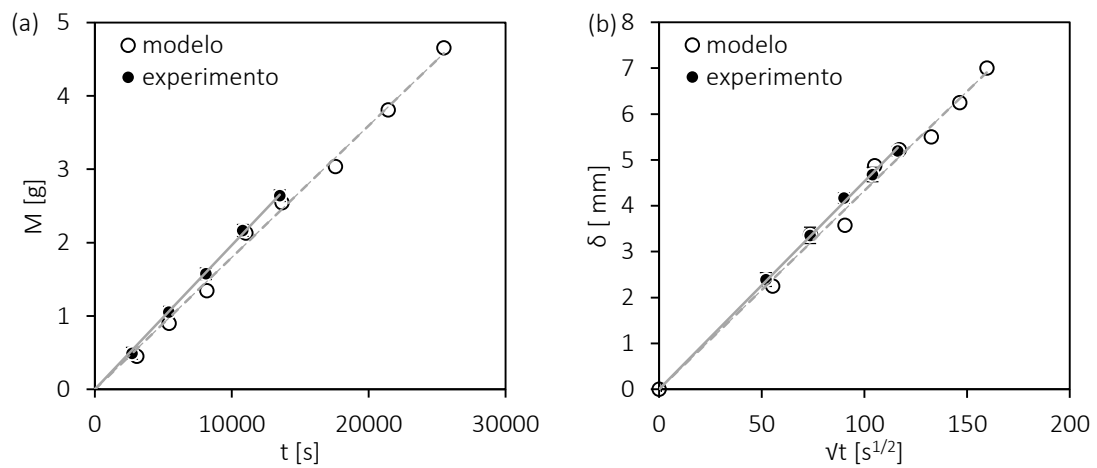 (a)
5
4
3
2
1
0
M [g]
modelo
experimento
0 10000 20000 30000
t [s]
(b)
8
7
6
5
4
3
2
1
0
δ [ mm]
modelo
experimento
0 50 100 150 200
√t [s1/2]